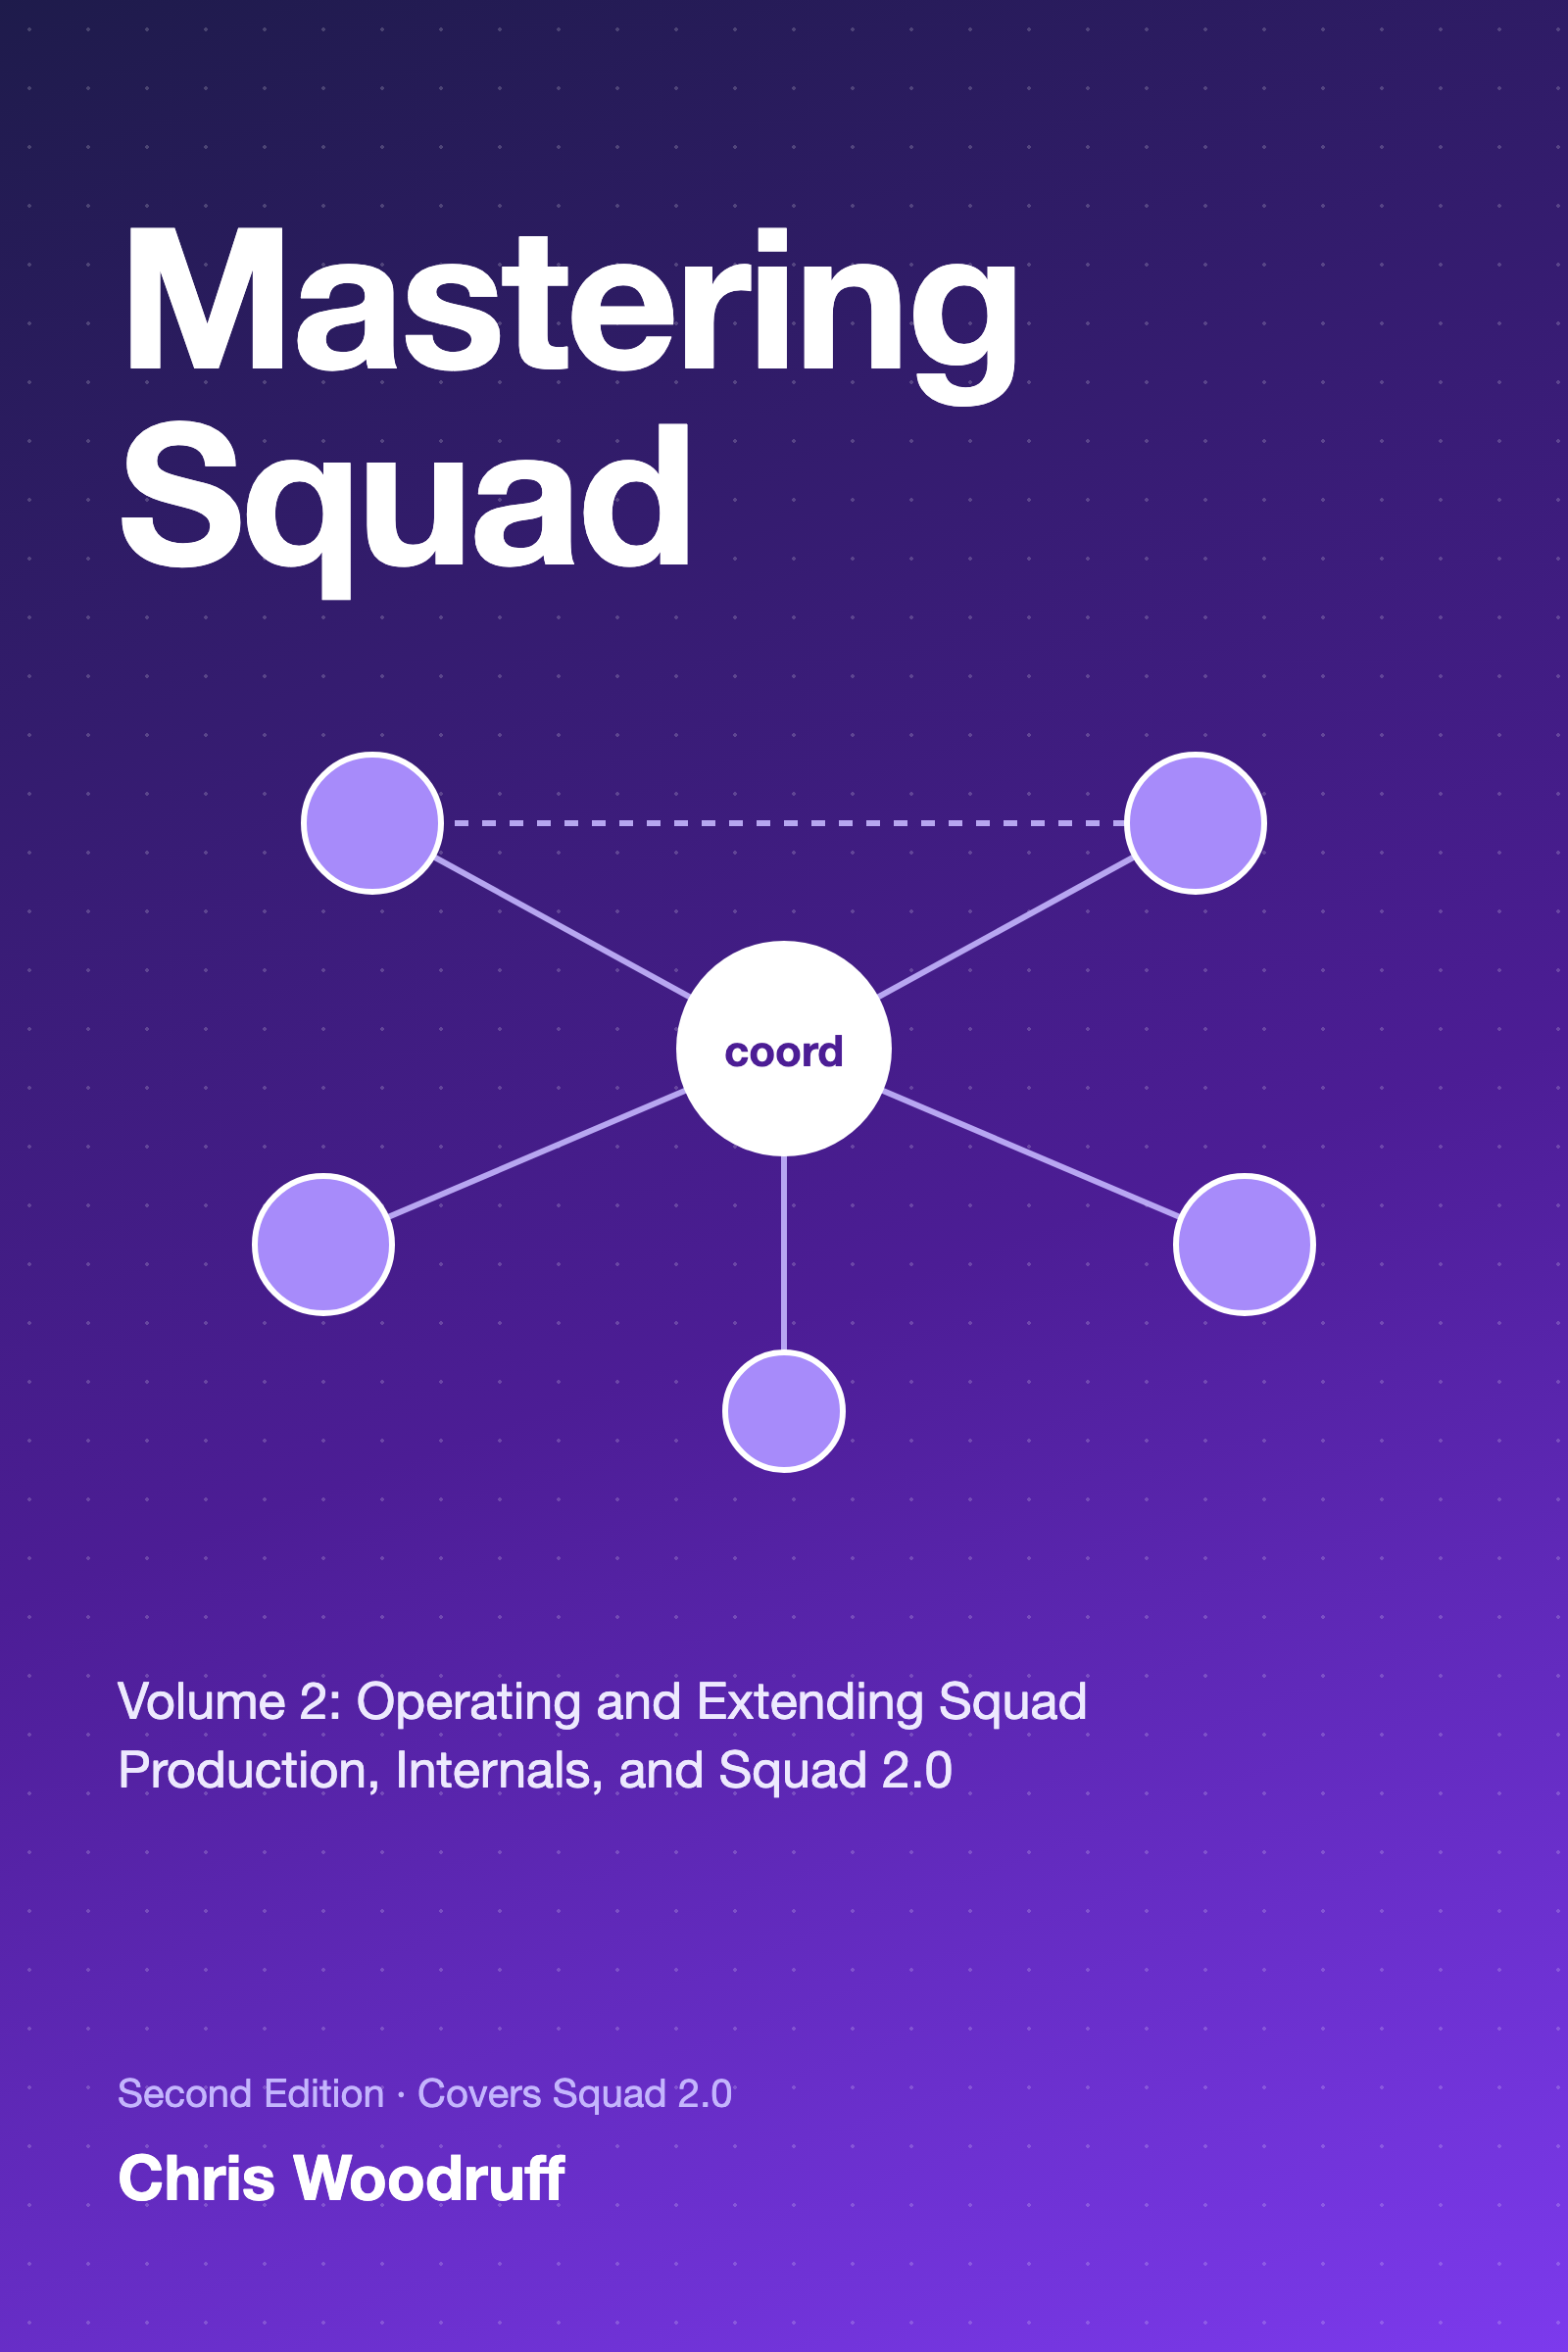 Mastering
Squad
coord
Volume 2: Operating and Extending Squad
Production, Internals, and Squad 2.0
Second Edition · Covers Squad 2.0
Chris Woodruff